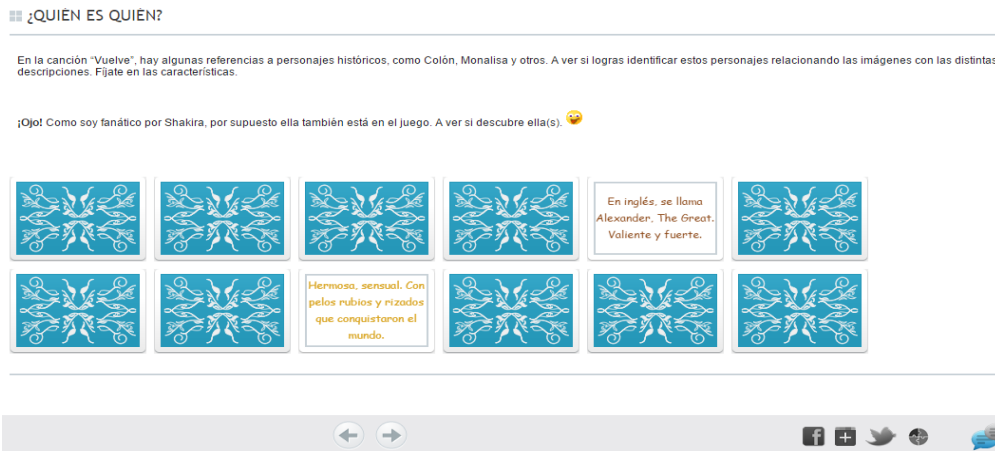 ¿QUIÉN ES QUIÉN?
En la canción “Vuelve”, hay algunas referencias a personajes históricos, como Colón, Monalisa y otros. A ver si logras identificar estos personajes relacionando las imágenes con las distintas
descripciones. Fíjate en las características.
¡Ojo! Como soy fanático por Shakira, por supuesto ella también está en el juego. A ver si descubre ella(s).
En inglés, se llama
Alexander, The Great.
Valiente y fuerte.
Hermosa, sensual. Con
pelos rubios y rizados
que conquistaron el
mundo.